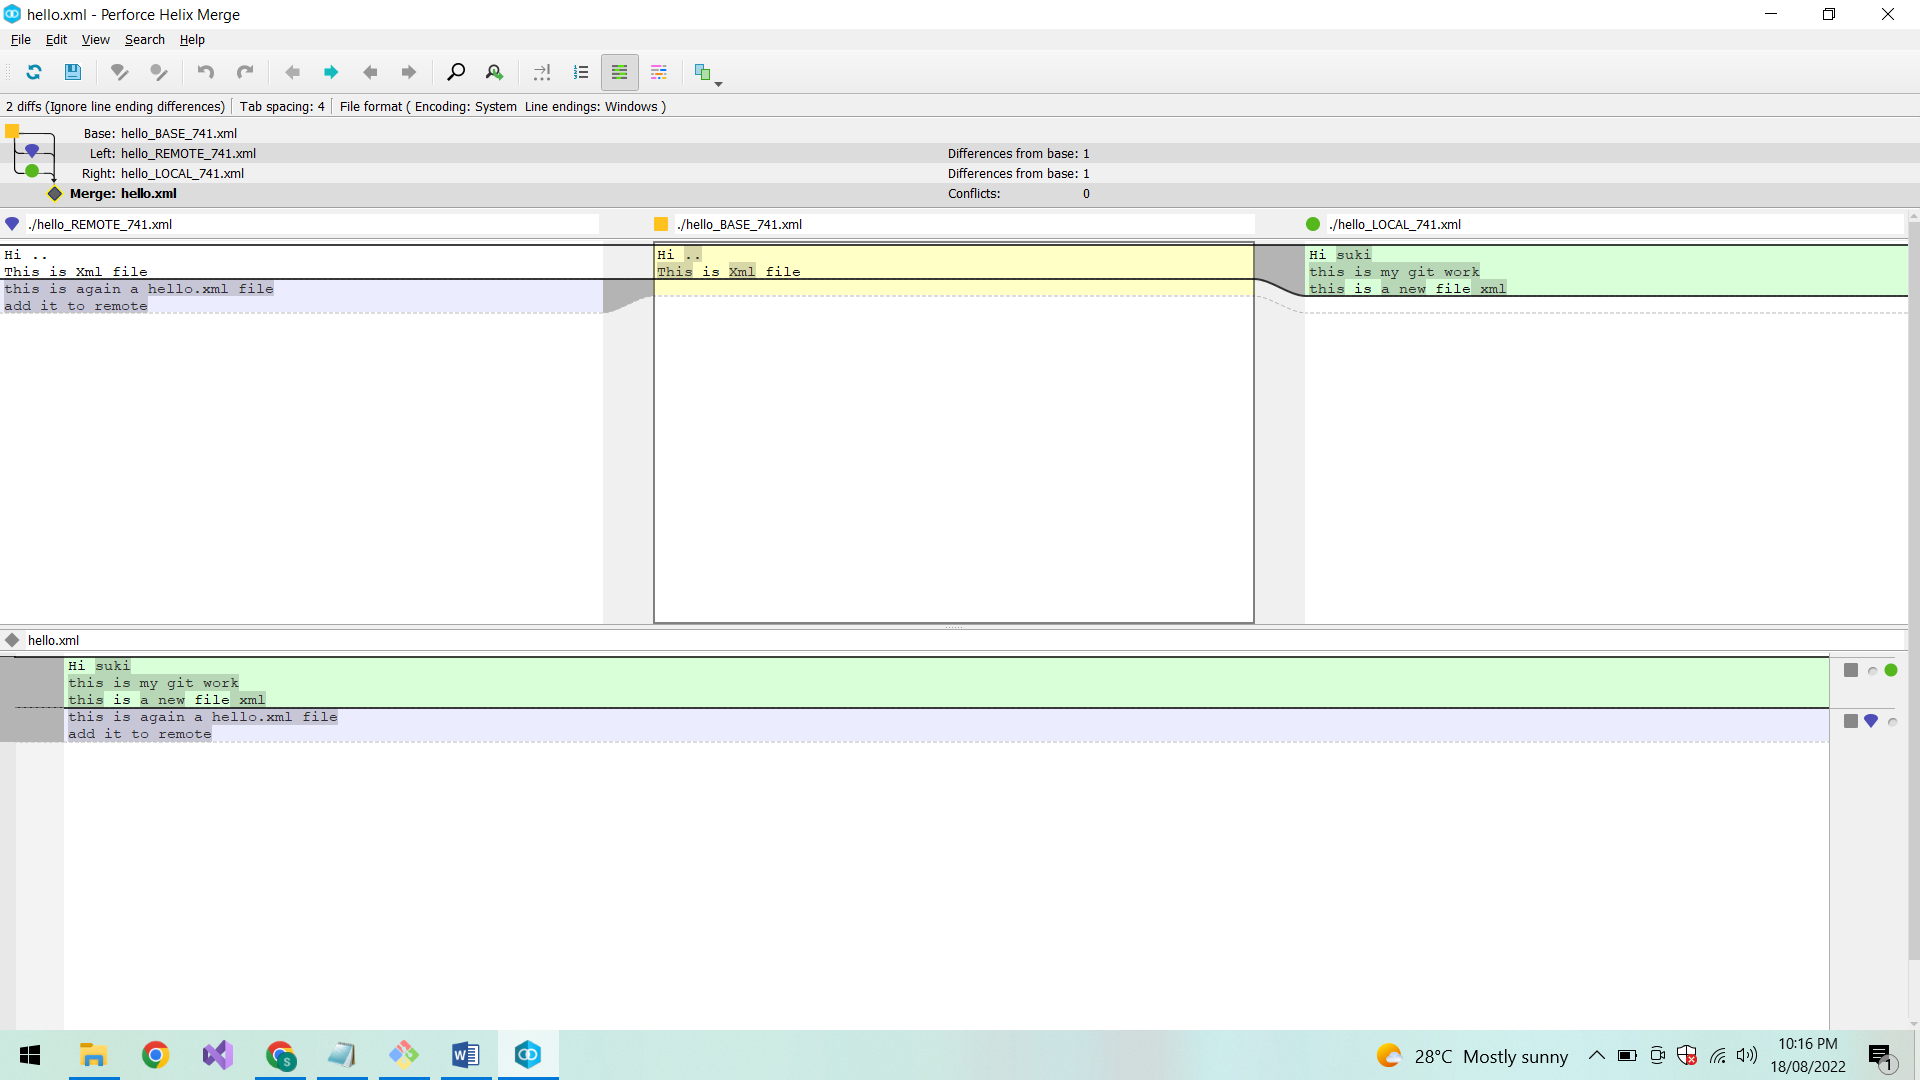 hello.xml - Perforce Helix Merge
File Edit View Search Help
2 diffs (Ignore line ending differences) Tab spacing: 4 File format ( Encoding: System Line endings: Windows )
Base: hello_BASE_741.xml
Left: hello_REMOTE_741.xml Differences from base: 1
Right: hello_LOCAL_741.xml Differences from base: 1
Merge: hello.xml Conflicts: 0
./hello_REMOTE_741.xml
Hi ..
This is Xml file
this is again a hello.xml file
add it to remote
./hello_BASE_741.xml
Hi ..
This is Xml file
./hello_LOCAL_741.xml
Hi suki
this is my git work
this is a new file xml
hello.xml
Hi suki
this is my git work
this is a new file xml
this is again a hello.xml file
add it to remote
S
W
28°C Mostly sunny
10:16 PM
18/08/2022
1